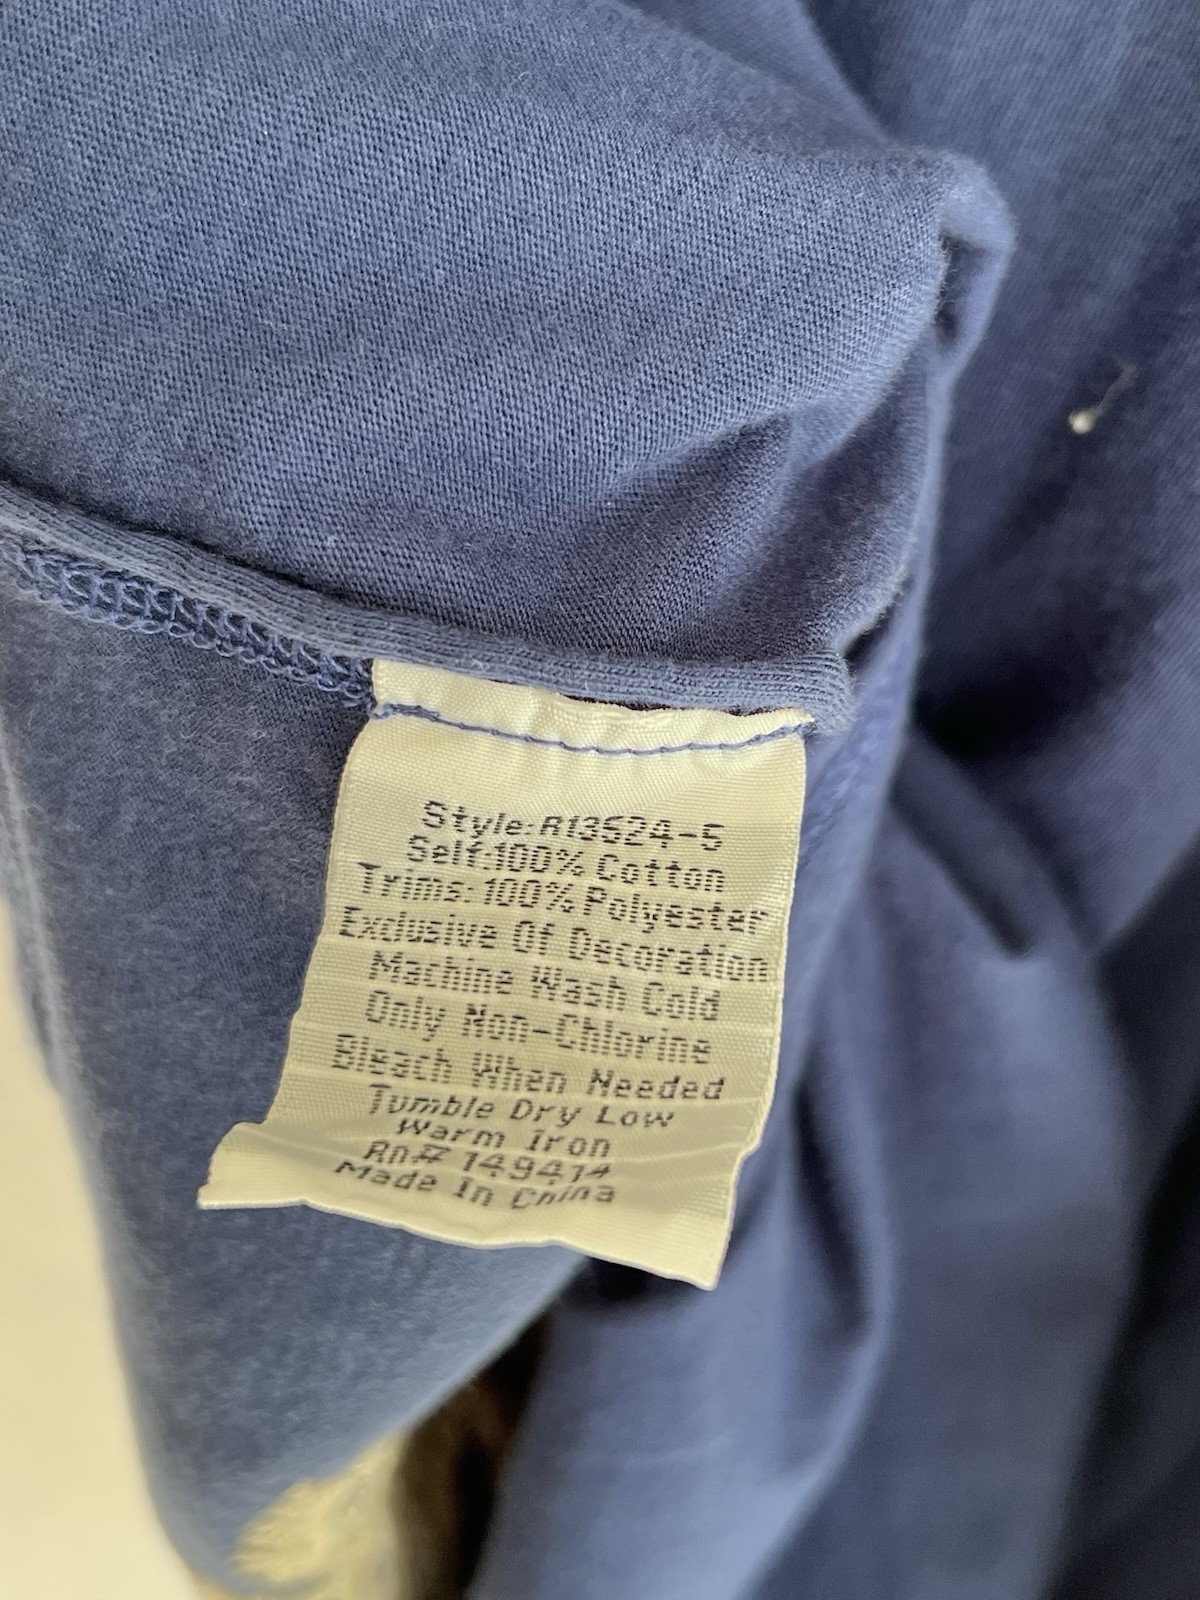 Style:R13624-5
Self:100% Cotton
Trims:100% Polyester
Exclusive Of Decoration
Machine Wash Cold
Only Non-Chlorine
Bleach When Needed
Tumble Dry Low
Warm Iron
Rn# 149414
Made In China